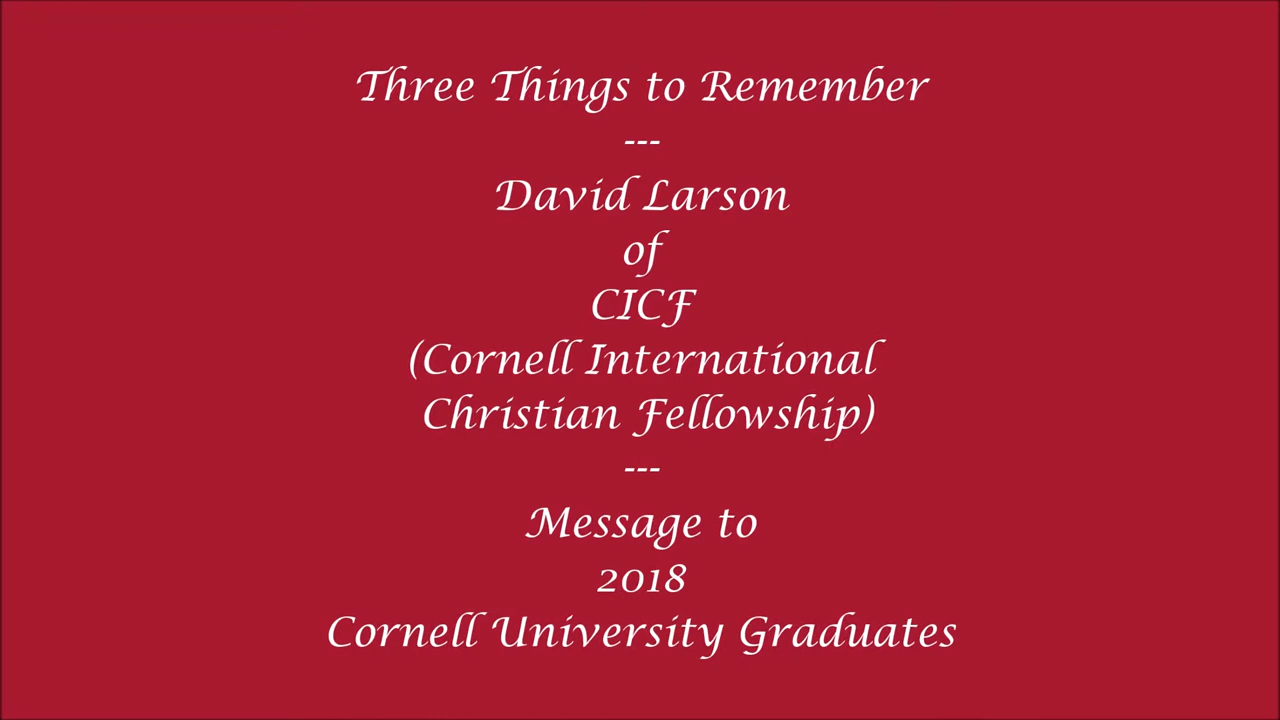 Three Things to Remember
---
David Larson
of
CICF
(Cornell International
Christian Fellowship)
---
Message to
2018
Cornell University Graduates